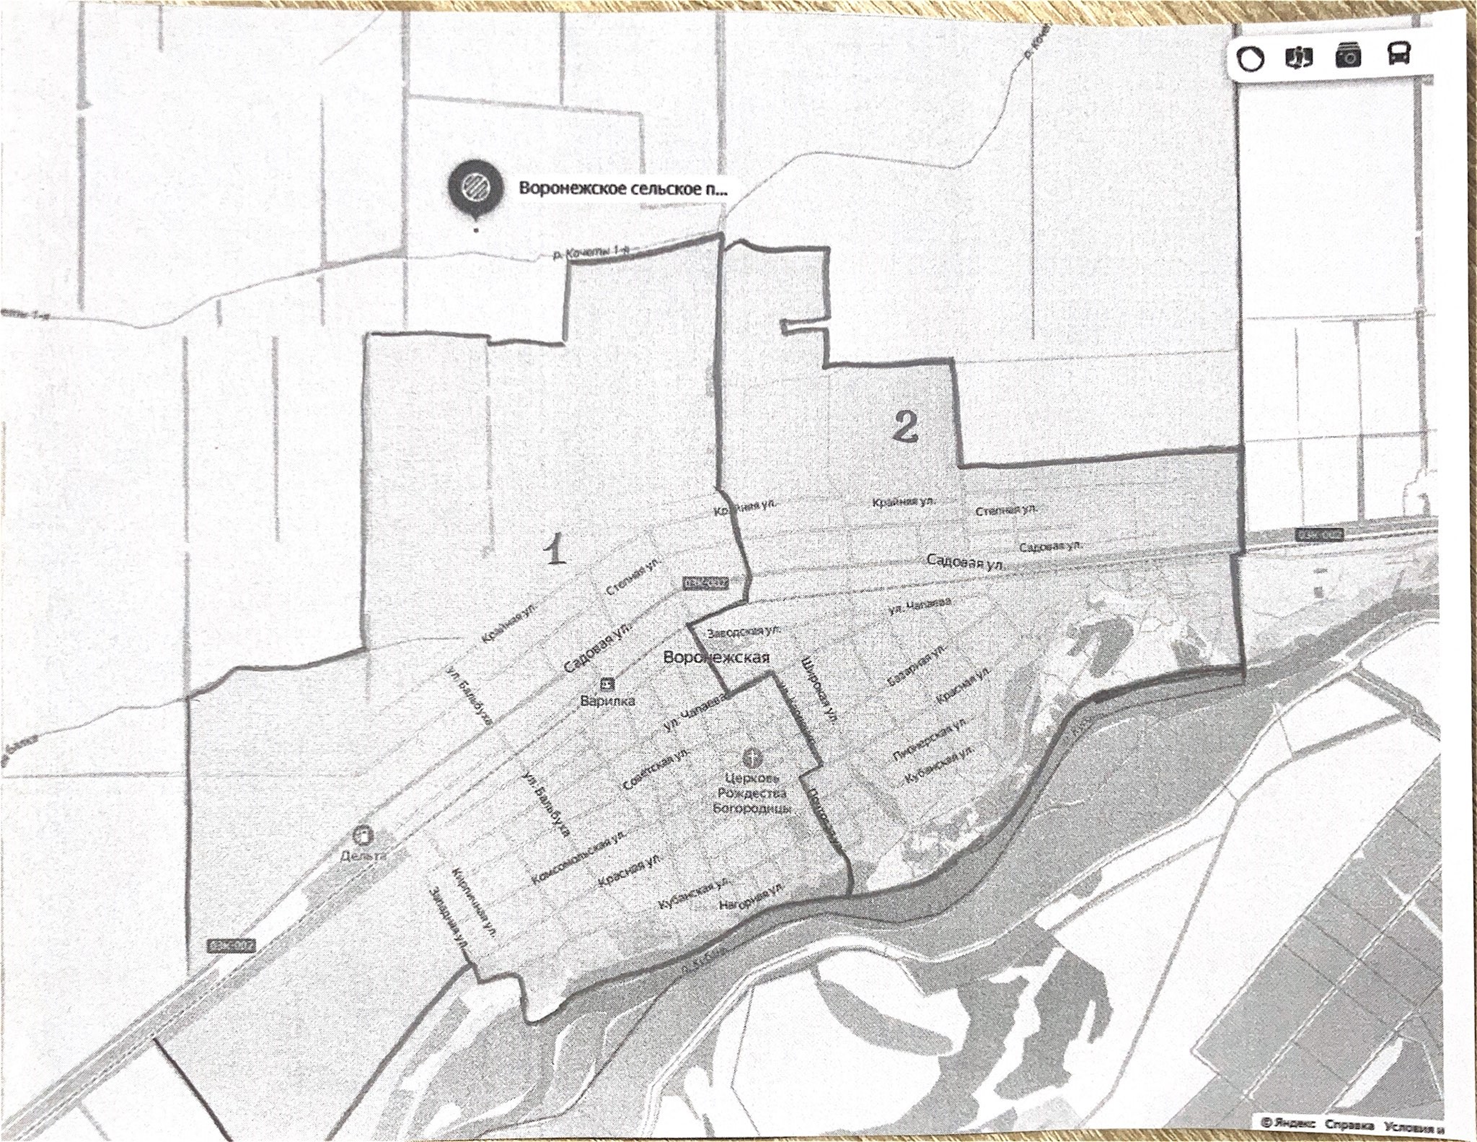 р. Кочеты
Воронежское сельское п...
р. Кочеты 1-я
2
Крайняя ул.
Крайняя ул.
Степная ул.
03К-002
1
Садовая ул.
Садовая ул.
Степная ул.
03К-002
ул. Чапаева
Крайняя ул.
Заводская ул.
Садовая ул.
Воронежская
Широкая ул.
Базарная ул.
Красная ул.
ул. Бальбуха
Варилка
ул. Чапаева
Пионерская ул.
Кубанская ул.
Советская ул.
Церковь
Рождества
Богородицы
ул. Бальбуха
Дельта
Комсомольская ул.
Красная ул.
Кирпичная ул.
Западная ул.
Кубанская ул.
Нагорная ул.
03К-002
р. Кубань
© Яндекс Справка Условия и